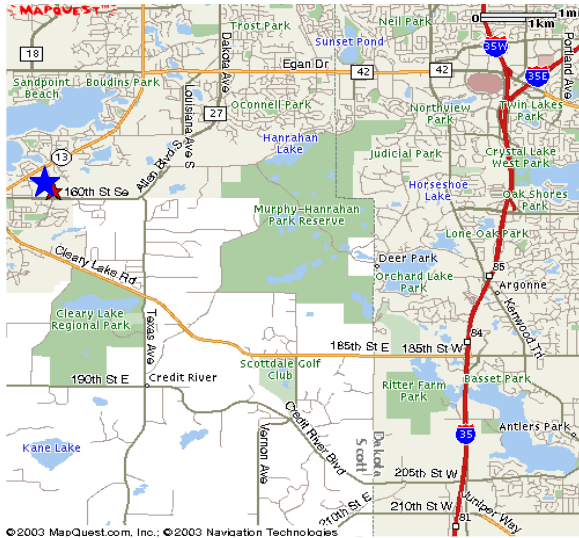 MAPQUEST
1mi
1km
0
Trost Park
Neil Park
Portland Ave
Dakota Ave
Sunset Pond
35W
18
Egan Dr
42
42
35E
Sandpoint
Beach
Boudins Park
Louisiana Ave S
Oconnell Park
Northview
Park
Twin Lakes
Park
27
Hanrahan
Lake
Judicial Park
Crystal Lake
West Park
13
Allen Blvd S
Horseshoe
Lake
160th St Se
Oak Shores
Park
Murphy-Hanrahan
Park Reserve
Lone Oak Park
Cleary Lake Rd
Deer Park
Orchard Lake
Park
85
Argonne
Cleary Lake
Regional Park
Texas Ave
Kenwood Trl
84
185th St E
185th St W
Scottdale Golf
Club
190th St E
Credit River
Ritter Farm
Park
Basset Park
Credit River Blvd
Antlers Park
Kane Lake
Vernon Ave
Dakota
Scott
35
205th St W
210th St E
210th St W
Juniper Way
81
©2003 MapQuest.com, Inc.; ©2003 Navigation Technologies